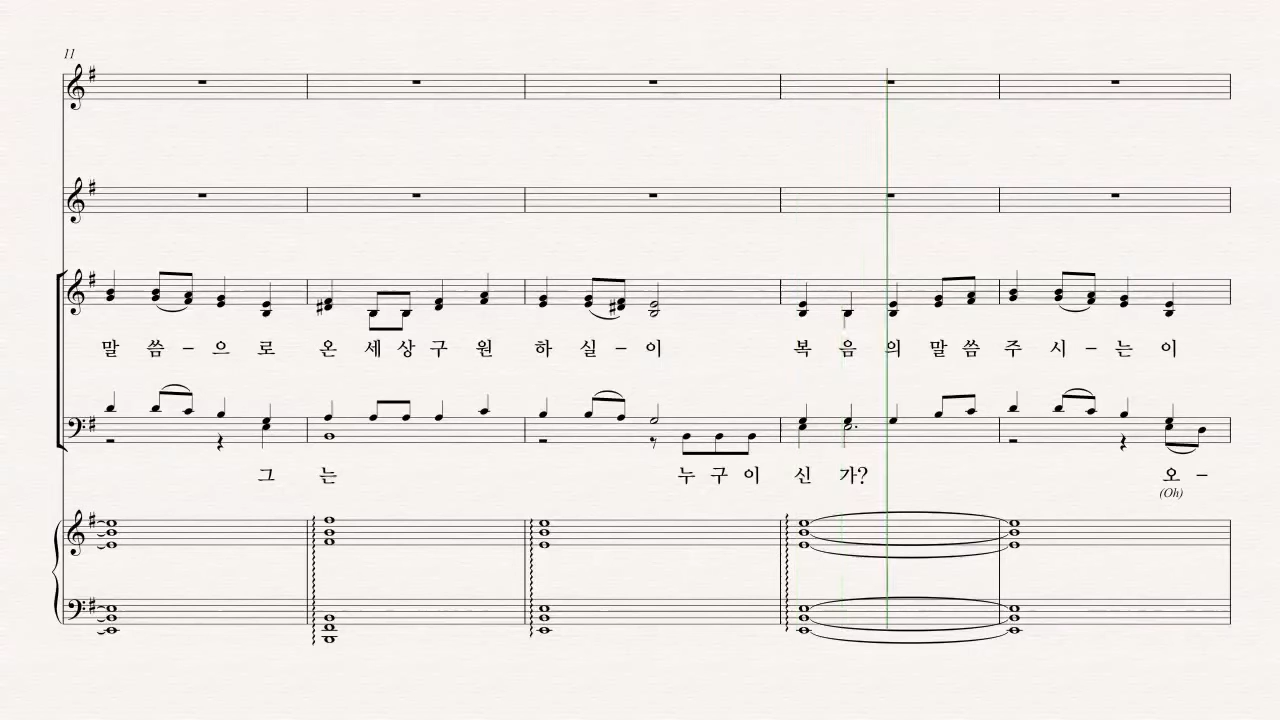 11
말 씀 – 으 로 온 세 상 구 원 하 실 – 이 복 음 의 말 씀 주 시 – 는 이
그 는 누 구 이 신 가? 오 –
(Oh)